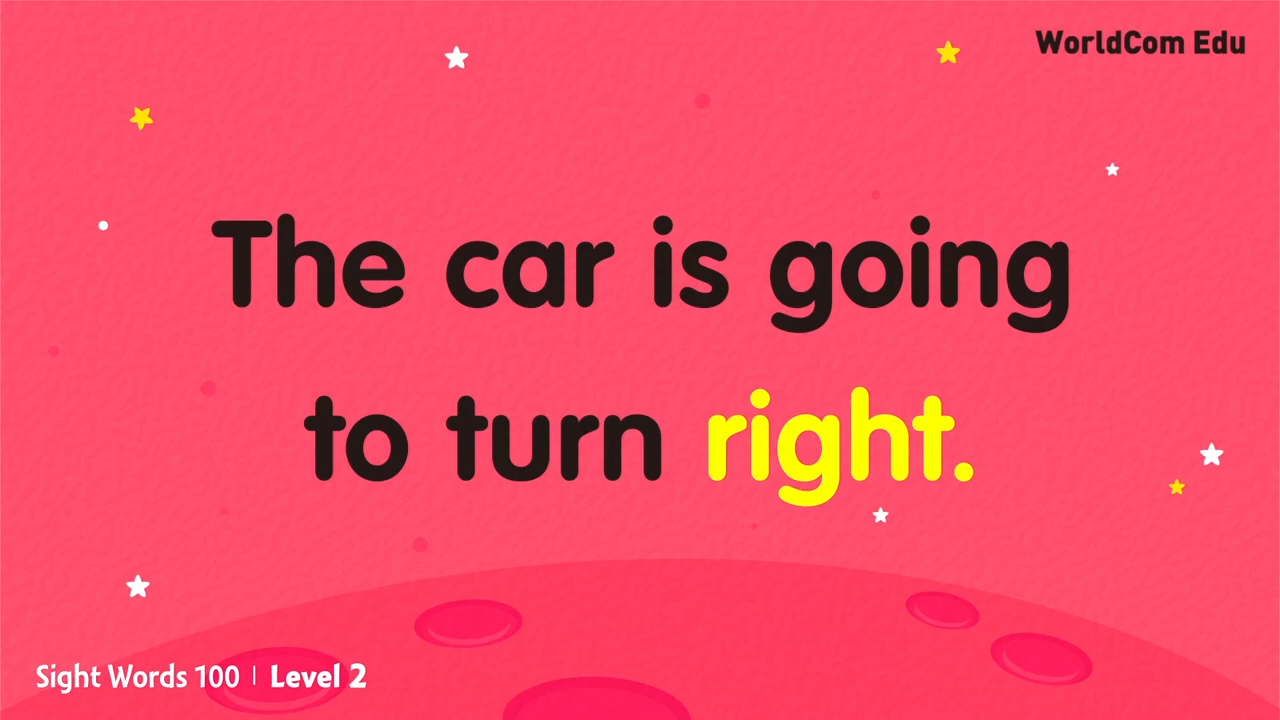 WorldCom Edu
The car is going
to turn right.
Sight Words 100 | Level 2